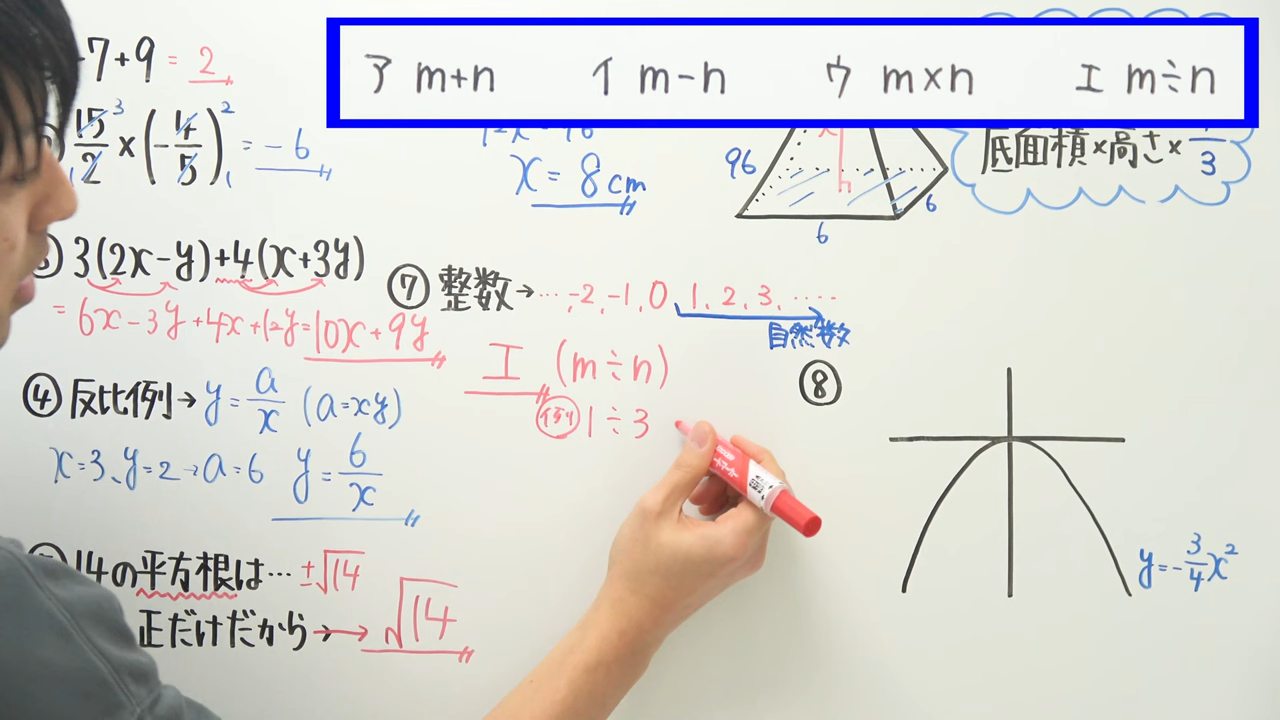 ア m+n イ m-n ウ m×n エ m÷n
7+9=2
15/2×(-4/5)=-6
3 2
1 1
x=8cm
96
6
6
底面積×高さ×1/3
3(2x-y)+4(x+3y)
=6x-3y+4x+12y=10x+9y
④反比例→y=a/x (a=xy)
x=3、y=2→a=6 y=6/x
14の平方根は…±√14
正だけだから→√14
⑦整数→…,-2,-1,0,1,2,3,……
自然数
エ (m÷n)
例 1÷3
⑧
y=-3/4x²